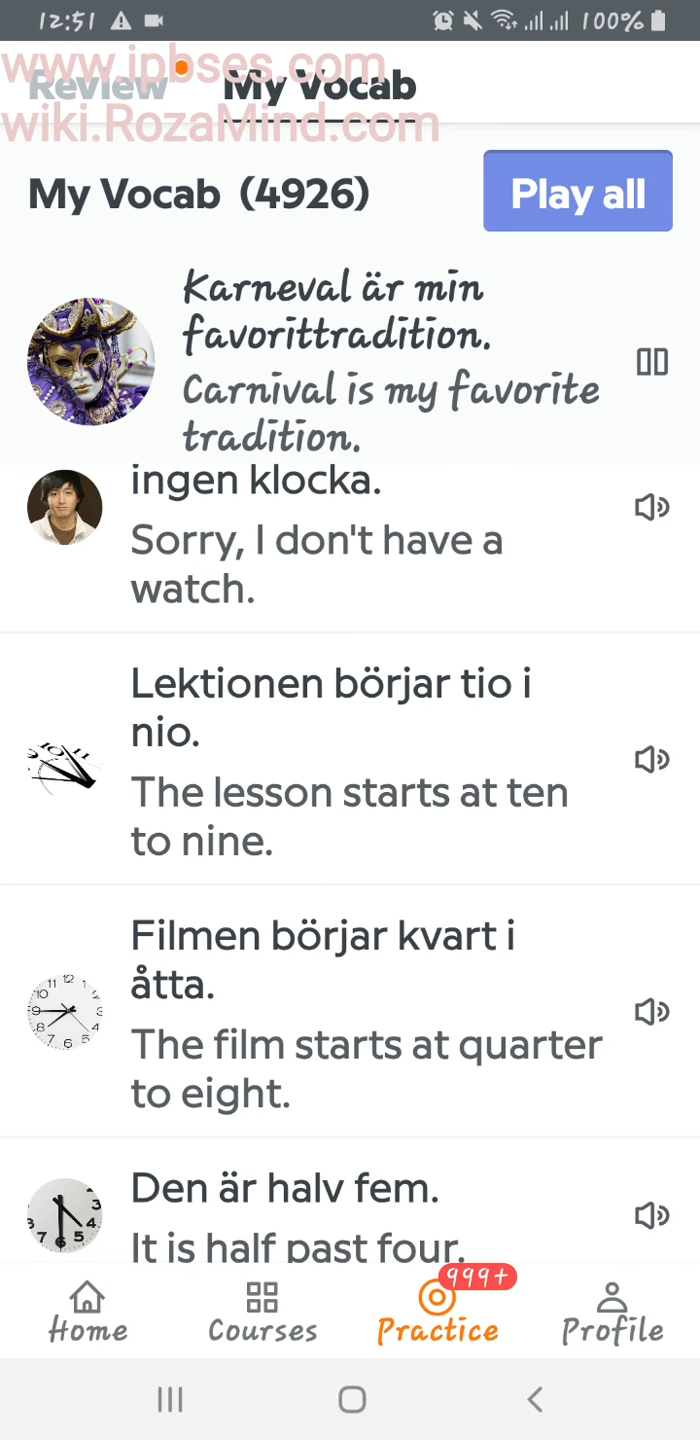 12:51
100%
www.ipbses.com
Review My Vocab
wiki.RozaMind.com
My Vocab (4926)
Play all
Karneval är min
favorittradition.
Carnival is my favorite
tradition.
ingen klocka.
Sorry, I don't have a
watch.
Lektionen börjar tio i
nio.
The lesson starts at ten
to nine.
Filmen börjar kvart i
åtta.
The film starts at quarter
to eight.
Den är halv fem.
It is half past four.
999+
Home Courses Practice Profile